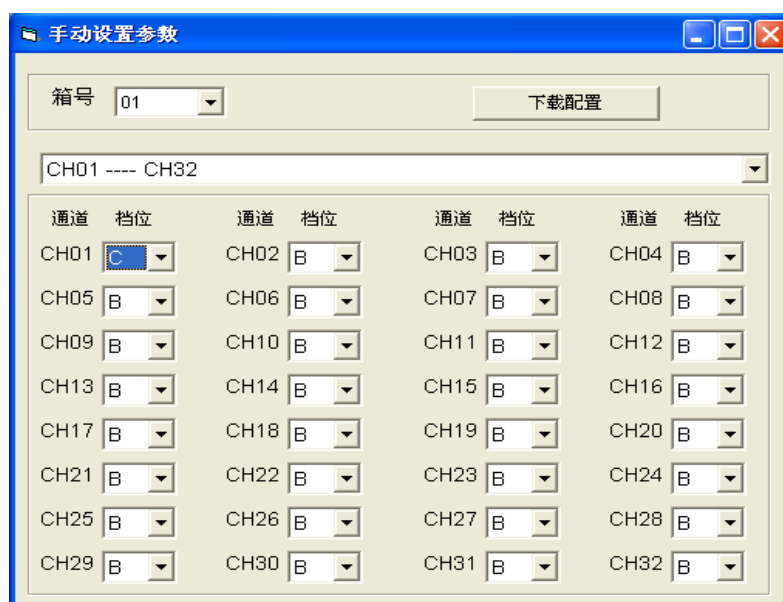 手动设置参数
箱号 01 下载配置
CH01 ---- CH32
通道 档位 通道 档位 通道 档位 通道 档位
CH01 C CH02 B CH03 B CH04 B
CH05 B CH06 B CH07 B CH08 B
CH09 B CH10 B CH11 B CH12 B
CH13 B CH14 B CH15 B CH16 B
CH17 B CH18 B CH19 B CH20 B
CH21 B CH22 B CH23 B CH24 B
CH25 B CH26 B CH27 B CH28 B
CH29 B CH30 B CH31 B CH32 B